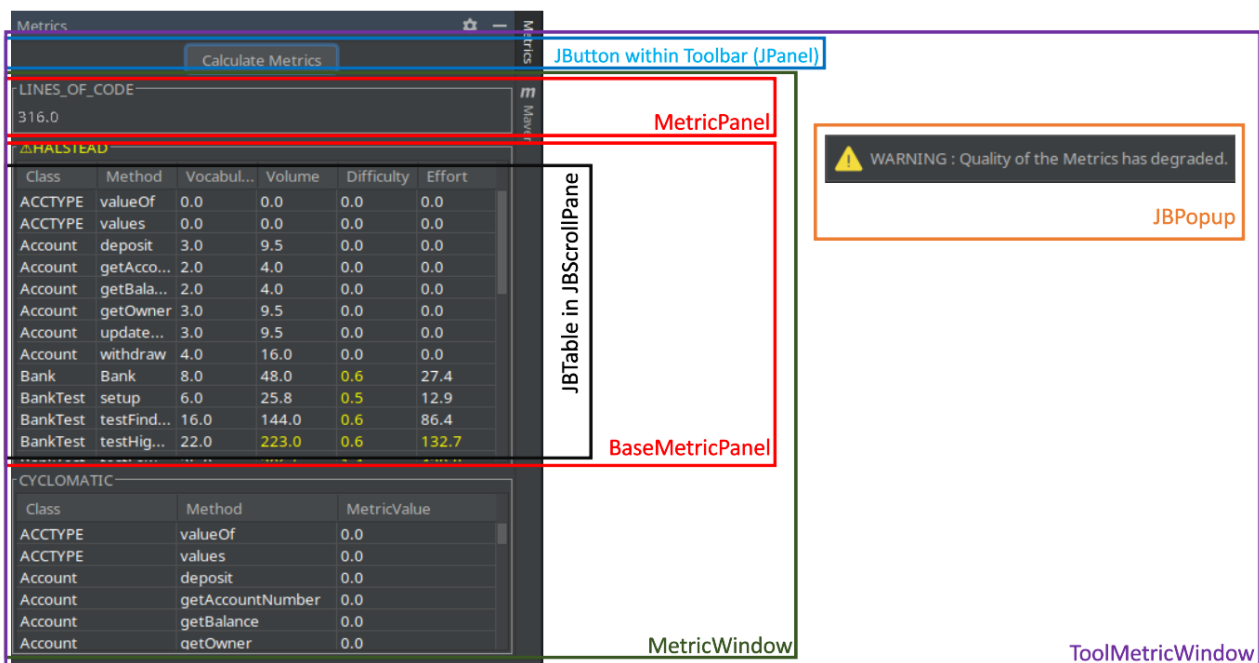 Metrics
Metrics
Calculate Metrics
JButton within Toolbar (JPanel)
LINES_OF_CODE
m
316.0
MetricPanel
HALSTEAD
WARNING : Quality of the Metrics has degraded.
JBPopup
Class Method Vocabul... Volume Difficulty Effort
ACCTYPE valueOf 0.0 0.0 0.0 0.0
ACCTYPE values 0.0 0.0 0.0 0.0
Account deposit 3.0 9.5 0.0 0.0
Account getAcco... 2.0 4.0 0.0 0.0
Account getBala... 2.0 4.0 0.0 0.0
Account getOwner 3.0 9.5 0.0 0.0
Account update... 3.0 9.5 0.0 0.0
Account withdraw 4.0 16.0 0.0 0.0
Bank Bank 8.0 48.0 0.6 27.4
BankTest setup 6.0 25.8 0.5 12.9
BankTest testFind... 16.0 144.0 0.6 86.4
BankTest testHig... 22.0 223.0 0.6 132.7
JBTable in JBScrollPane
BaseMetricPanel
CYCLOMATIC
Class Method MetricValue
ACCTYPE valueOf 0.0
ACCTYPE values 0.0
Account deposit 0.0
Account getAccountNumber 0.0
Account getBalance 0.0
Account getOwner 0.0
MetricWindow
ToolMetricWindow